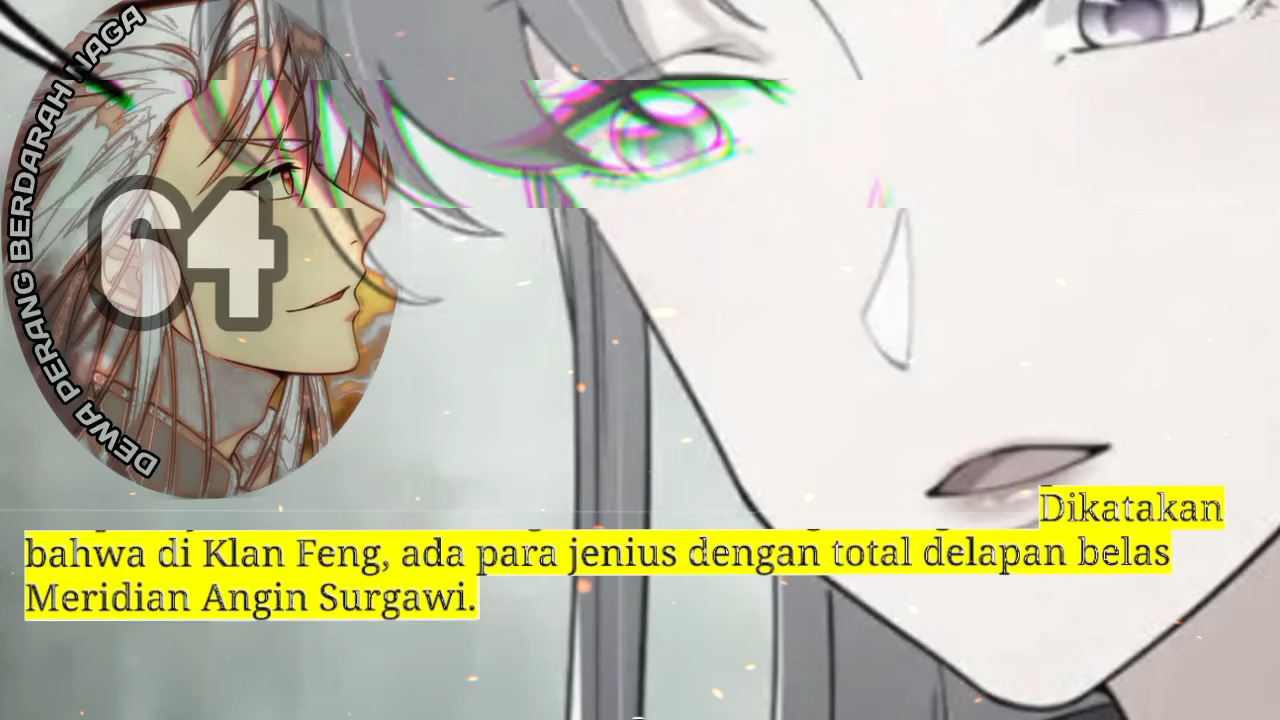 DEWA PERANG BERDARAH NAGA
64
Dikatakan
bahwa di Klan Feng, ada para jenius dengan total delapan belas
Meridian Angin Surgawi.